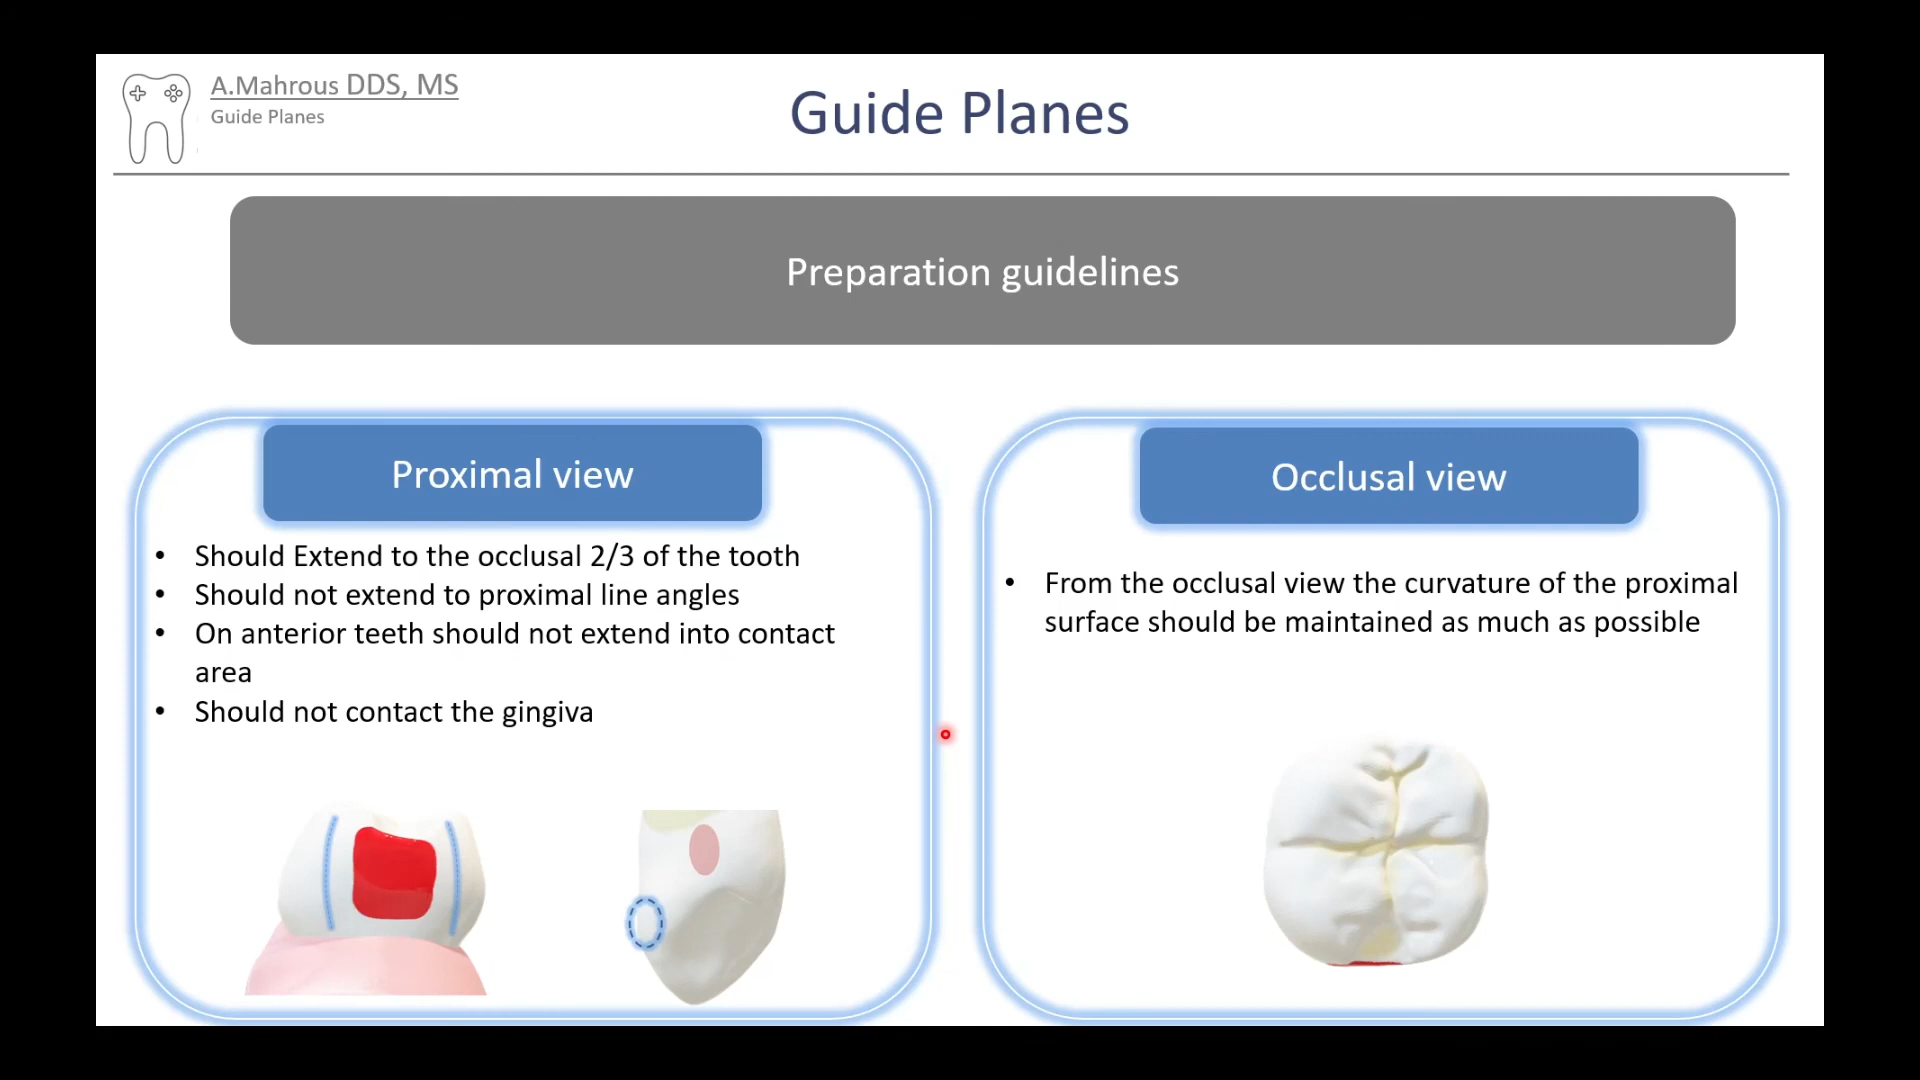 A.Mahrous DDS, MS
Guide Planes
Guide Planes
Preparation guidelines
Proximal view
• Should Extend to the occlusal 2/3 of the tooth
• Should not extend to proximal line angles
• On anterior teeth should not extend into contact
area
• Should not contact the gingiva
Occlusal view
• From the occlusal view the curvature of the proximal
surface should be maintained as much as possible